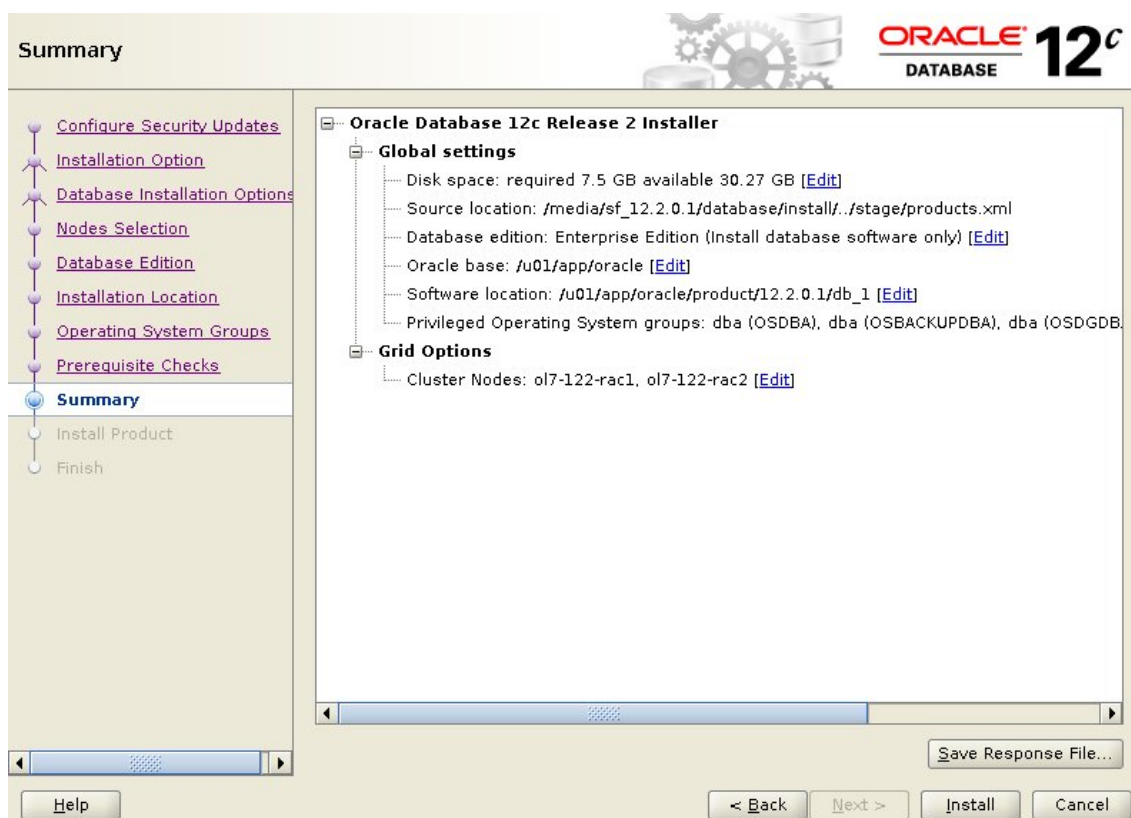 Summary
ORACLE 12c
DATABASE
Configure Security Updates
Installation Option
Database Installation Options
Nodes Selection
Database Edition
Installation Location
Operating System Groups
Prerequisite Checks
Summary
Install Product
Finish
Oracle Database 12c Release 2 Installer
Global settings
Disk space: required 7.5 GB available 30.27 GB [Edit]
Source location: /media/sf_12.2.0.1/database/install/../stage/products.xml
Database edition: Enterprise Edition (Install database software only) [Edit]
Oracle base: /u01/app/oracle [Edit]
Software location: /u01/app/oracle/product/12.2.0.1/db_1 [Edit]
Privileged Operating System groups: dba (OSDBA), dba (OSBACKUPDBA), dba (OSDGDB
Grid Options
Cluster Nodes: ol7-122-rac1, ol7-122-rac2 [Edit]
Save Response File...
Help
< Back
Next >
Install
Cancel